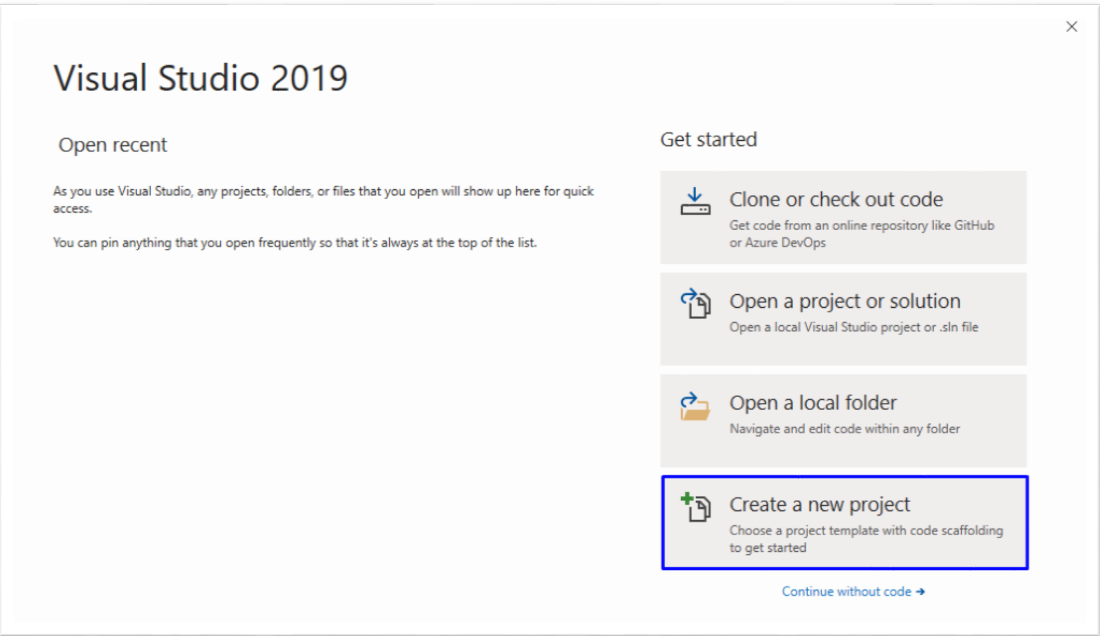 Visual Studio 2019
Open recent
As you use Visual Studio, any projects, folders, or files that you open will show up here for quick
access.
You can pin anything that you open frequently so that it's always at the top of the list.
Get started
Clone or check out code
Get code from an online repository like GitHub
or Azure DevOps
Open a project or solution
Open a local Visual Studio project or .sln file
Open a local folder
Navigate and edit code within any folder
Create a new project
Choose a project template with code scaffolding
to get started
Continue without code →